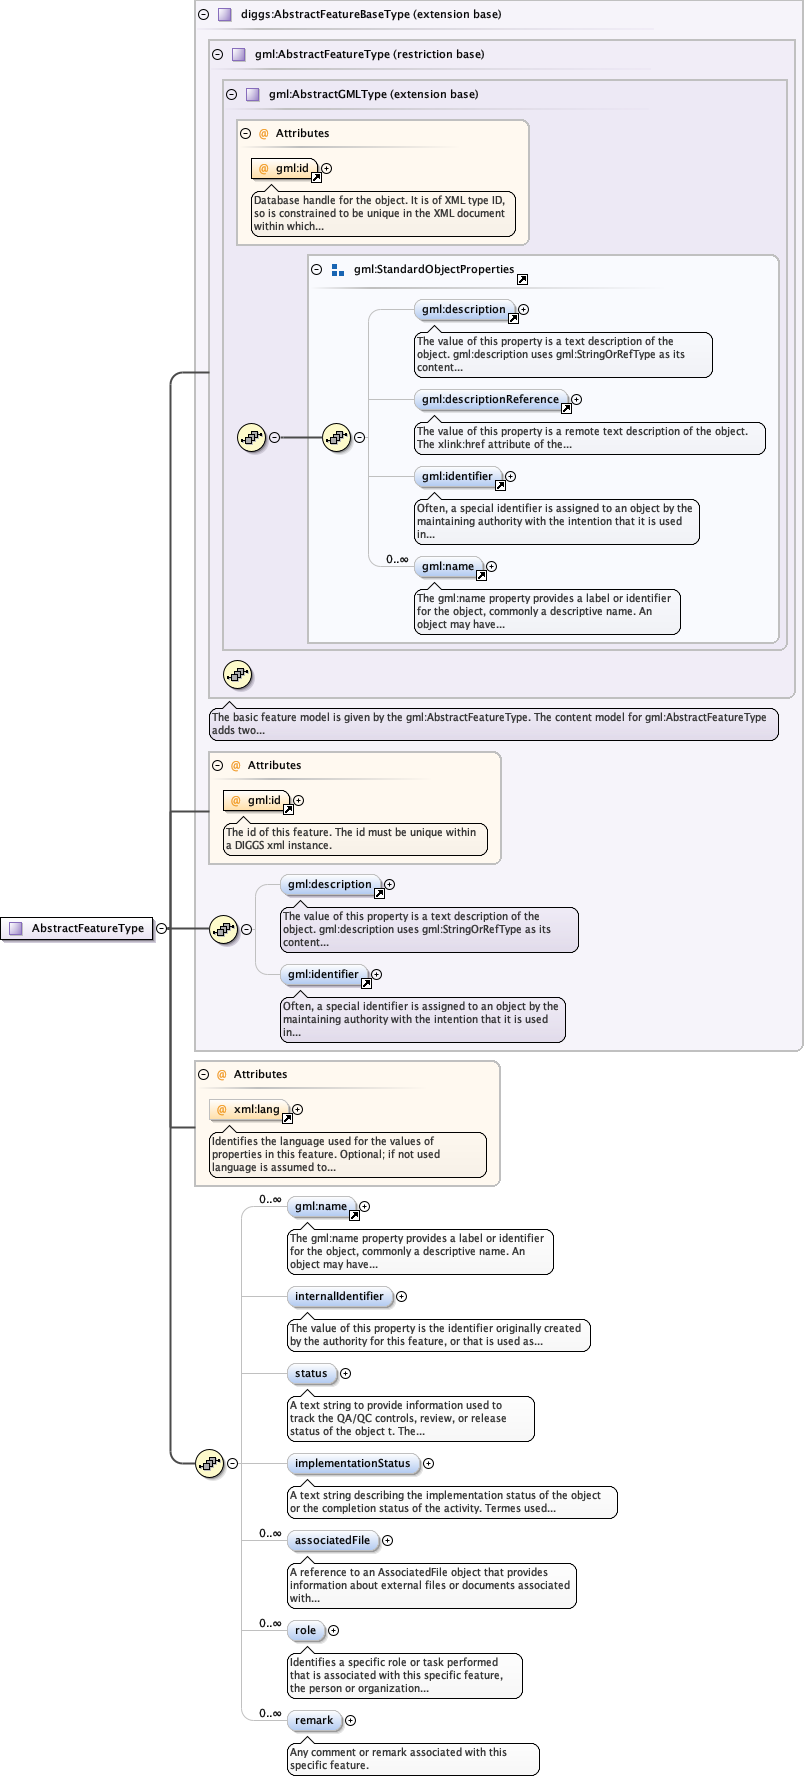 diggs:AbstractFeatureBaseType (extension base)
gml:AbstractFeatureType (restriction base)
gml:AbstractGMLType (extension base)
@ Attributes
@ gml:id
Database handle for the object. It is of XML type ID,
so is constrained to be unique in the XML document
within which...
gml:StandardObjectProperties
gml:description
The value of this property is a text description of the
object. gml:description uses gml:StringOrRefType as its
content...
gml:descriptionReference
The value of this property is a remote text description of the object.
The xlink:href attribute of the...
gml:identifier
Often, a special identifier is assigned to an object by the
maintaining authority with the intention that it is used
in...
0..∞
gml:name
The gml:name property provides a label or identifier
for the object, commonly a descriptive name. An
object may have...
The basic feature model is given by the gml:AbstractFeatureType. The content model for gml:AbstractFeatureType
adds two...
@ Attributes
@ gml:id
The id of this feature. The id must be unique within
a DIGGS xml instance.
gml:description
The value of this property is a text description of the
object. gml:description uses gml:StringOrRefType as its
content...
AbstractFeatureType
gml:identifier
Often, a special identifier is assigned to an object by the
maintaining authority with the intention that it is used
in...
@ Attributes
@ xml:lang
Identifies the language used for the values of
properties in this feature. Optional; if not used
language is assumed to...
0..∞
gml:name
The gml:name property provides a label or identifier
for the object, commonly a descriptive name. An
object may have...
internalIdentifier
The value of this property is the identifier originally created
by the authority for this feature, or that is used as...
status
A text string to provide information used to
track the QA/QC controls, review, or release
status of the object t. The...
implementationStatus
A text string describing the implementation status of the object
or the completion status of the activity. Termes used...
0..∞
associatedFile
A reference to an AssociatedFile object that provides
information about external files or documents associated
with...
0..∞
role
Identifies a specific role or task performed
that is associated with this specific feature,
the person or organization...
0..∞
remark
Any comment or remark associated with this
specific feature.